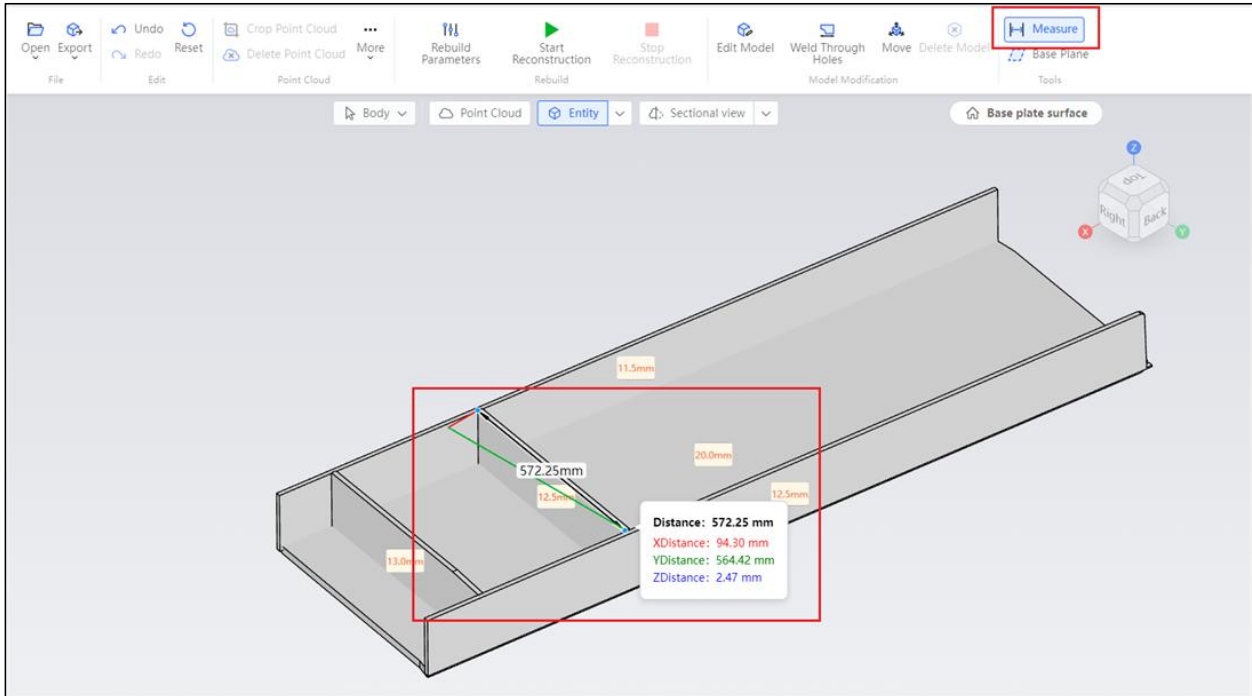 Open
Export
Undo
Redo
Reset
Crop Point Cloud
Delete Point Cloud
More
Rebuild
Parameters
Start
Reconstruction
Stop
Reconstruction
Edit Model
Weld Through
Holes
Move
Delete Model
Measure
Base Plane
File
Edit
Point Cloud
Rebuild
Model Modification
Tools
Body
Point Cloud
Entity
Sectional view
Base plate surface
Z
Top
Right
Back
X
Y
11.5mm
20.0mm
572.25mm
12.5mm
12.5mm
13.0mm
Distance: 572.25 mm
XDistance: 94.30 mm
YDistance: 564.42 mm
ZDistance: 2.47 mm